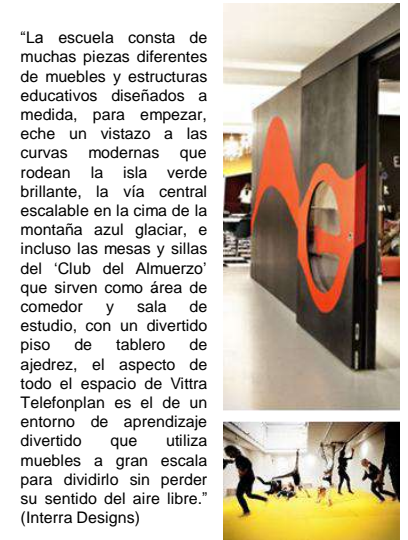 “La escuela consta de
muchas piezas diferentes
de muebles y estructuras
educativos diseñados a
medida, para empezar,
eche un vistazo a las
curvas modernas que
rodean la isla verde
brillante, la vía central
escalable en la cima de la
montaña azul glaciar, e
incluso las mesas y sillas
del ‘Club del Almuerzo’
que sirven como área de
comedor y sala de
estudio, con un divertido
piso de tablero de
ajedrez, el aspecto de
todo el espacio de Vittra
Telefonplan es el de un
entorno de aprendizaje
divertido que utiliza
muebles a gran escala
para dividirlo sin perder
su sentido del aire libre.”
(Interra Designs)